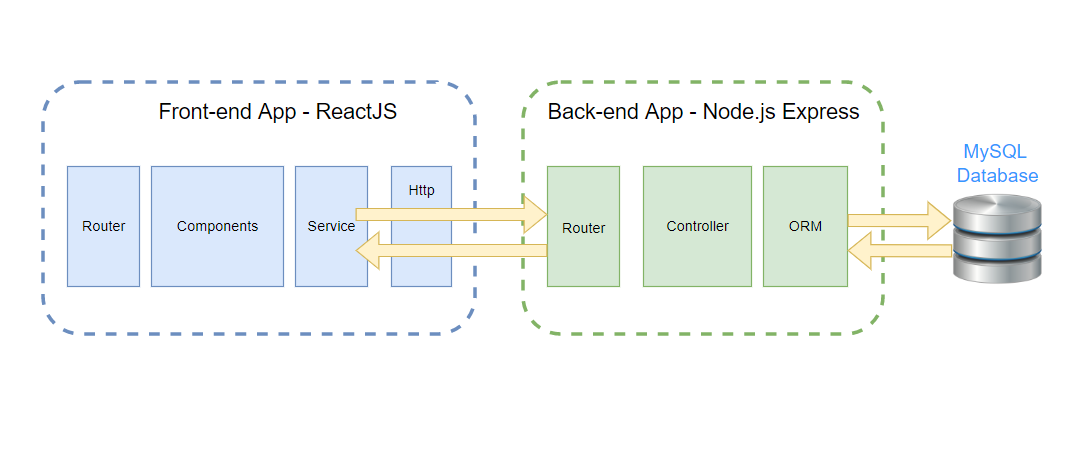 Front-end App - ReactJS
Back-end App - Node.js Express
MySQL
Database
Router
Components
Service
Http
Router
Controller
ORM